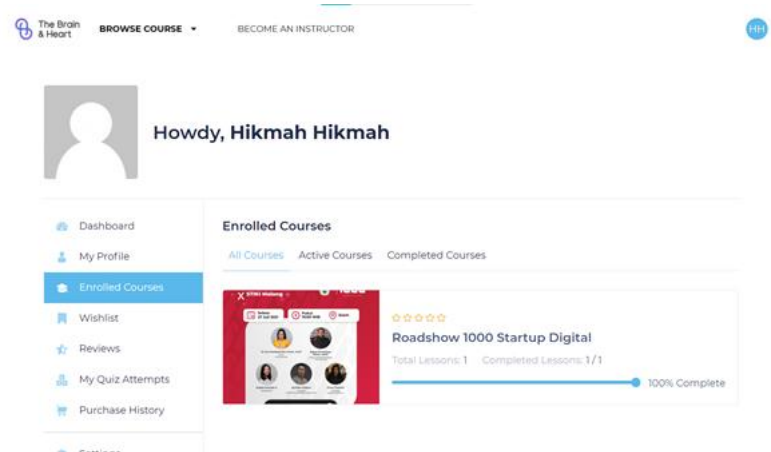 The Brain
& Heart
BROWSE COURSE
BECOME AN INSTRUCTOR
HH
Howdy, Hikmah Hikmah
Dashboard
My Profile
Enrolled Courses
Wishlist
Reviews
My Quiz Attempts
Purchase History
Enrolled Courses
All Courses Active Courses Completed Courses
Roadshow 1000 Startup Digital
Total Lessons: 1 Completed Lessons: 1/1
100% Complete